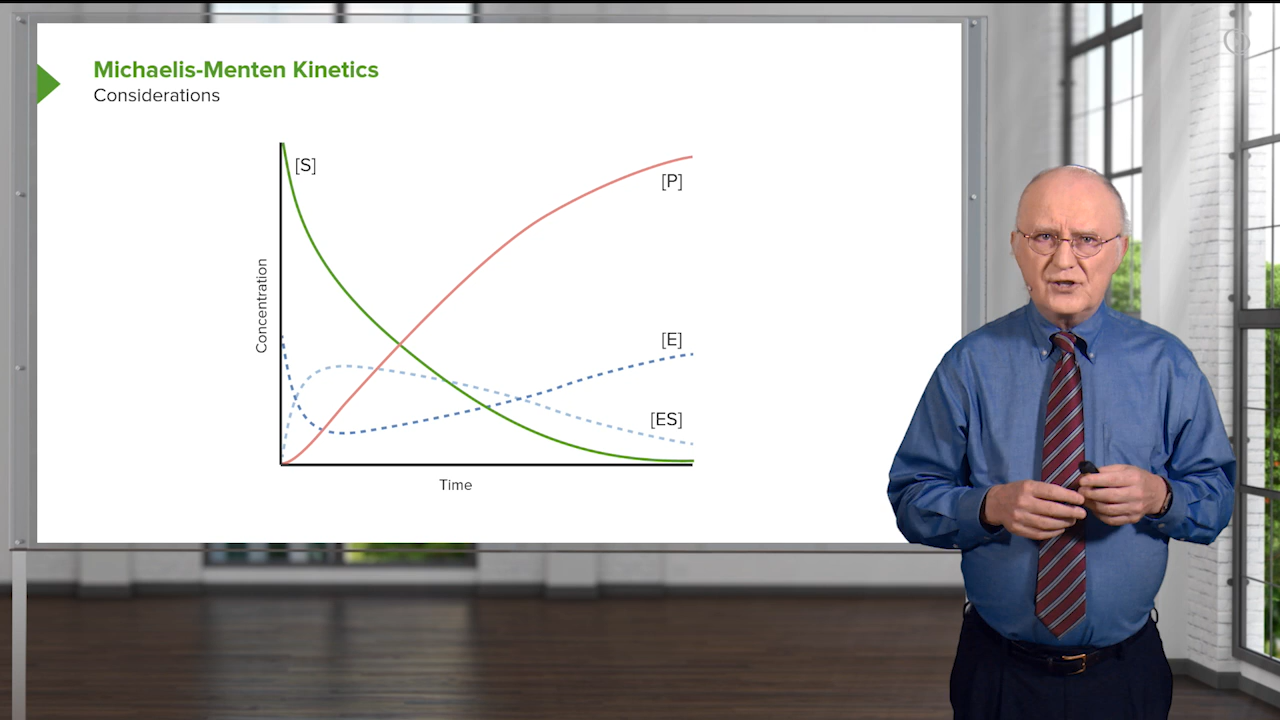 Michaelis-Menten Kinetics
Considerations
[S]
[P]
Concentration
[E]
[ES]
Time